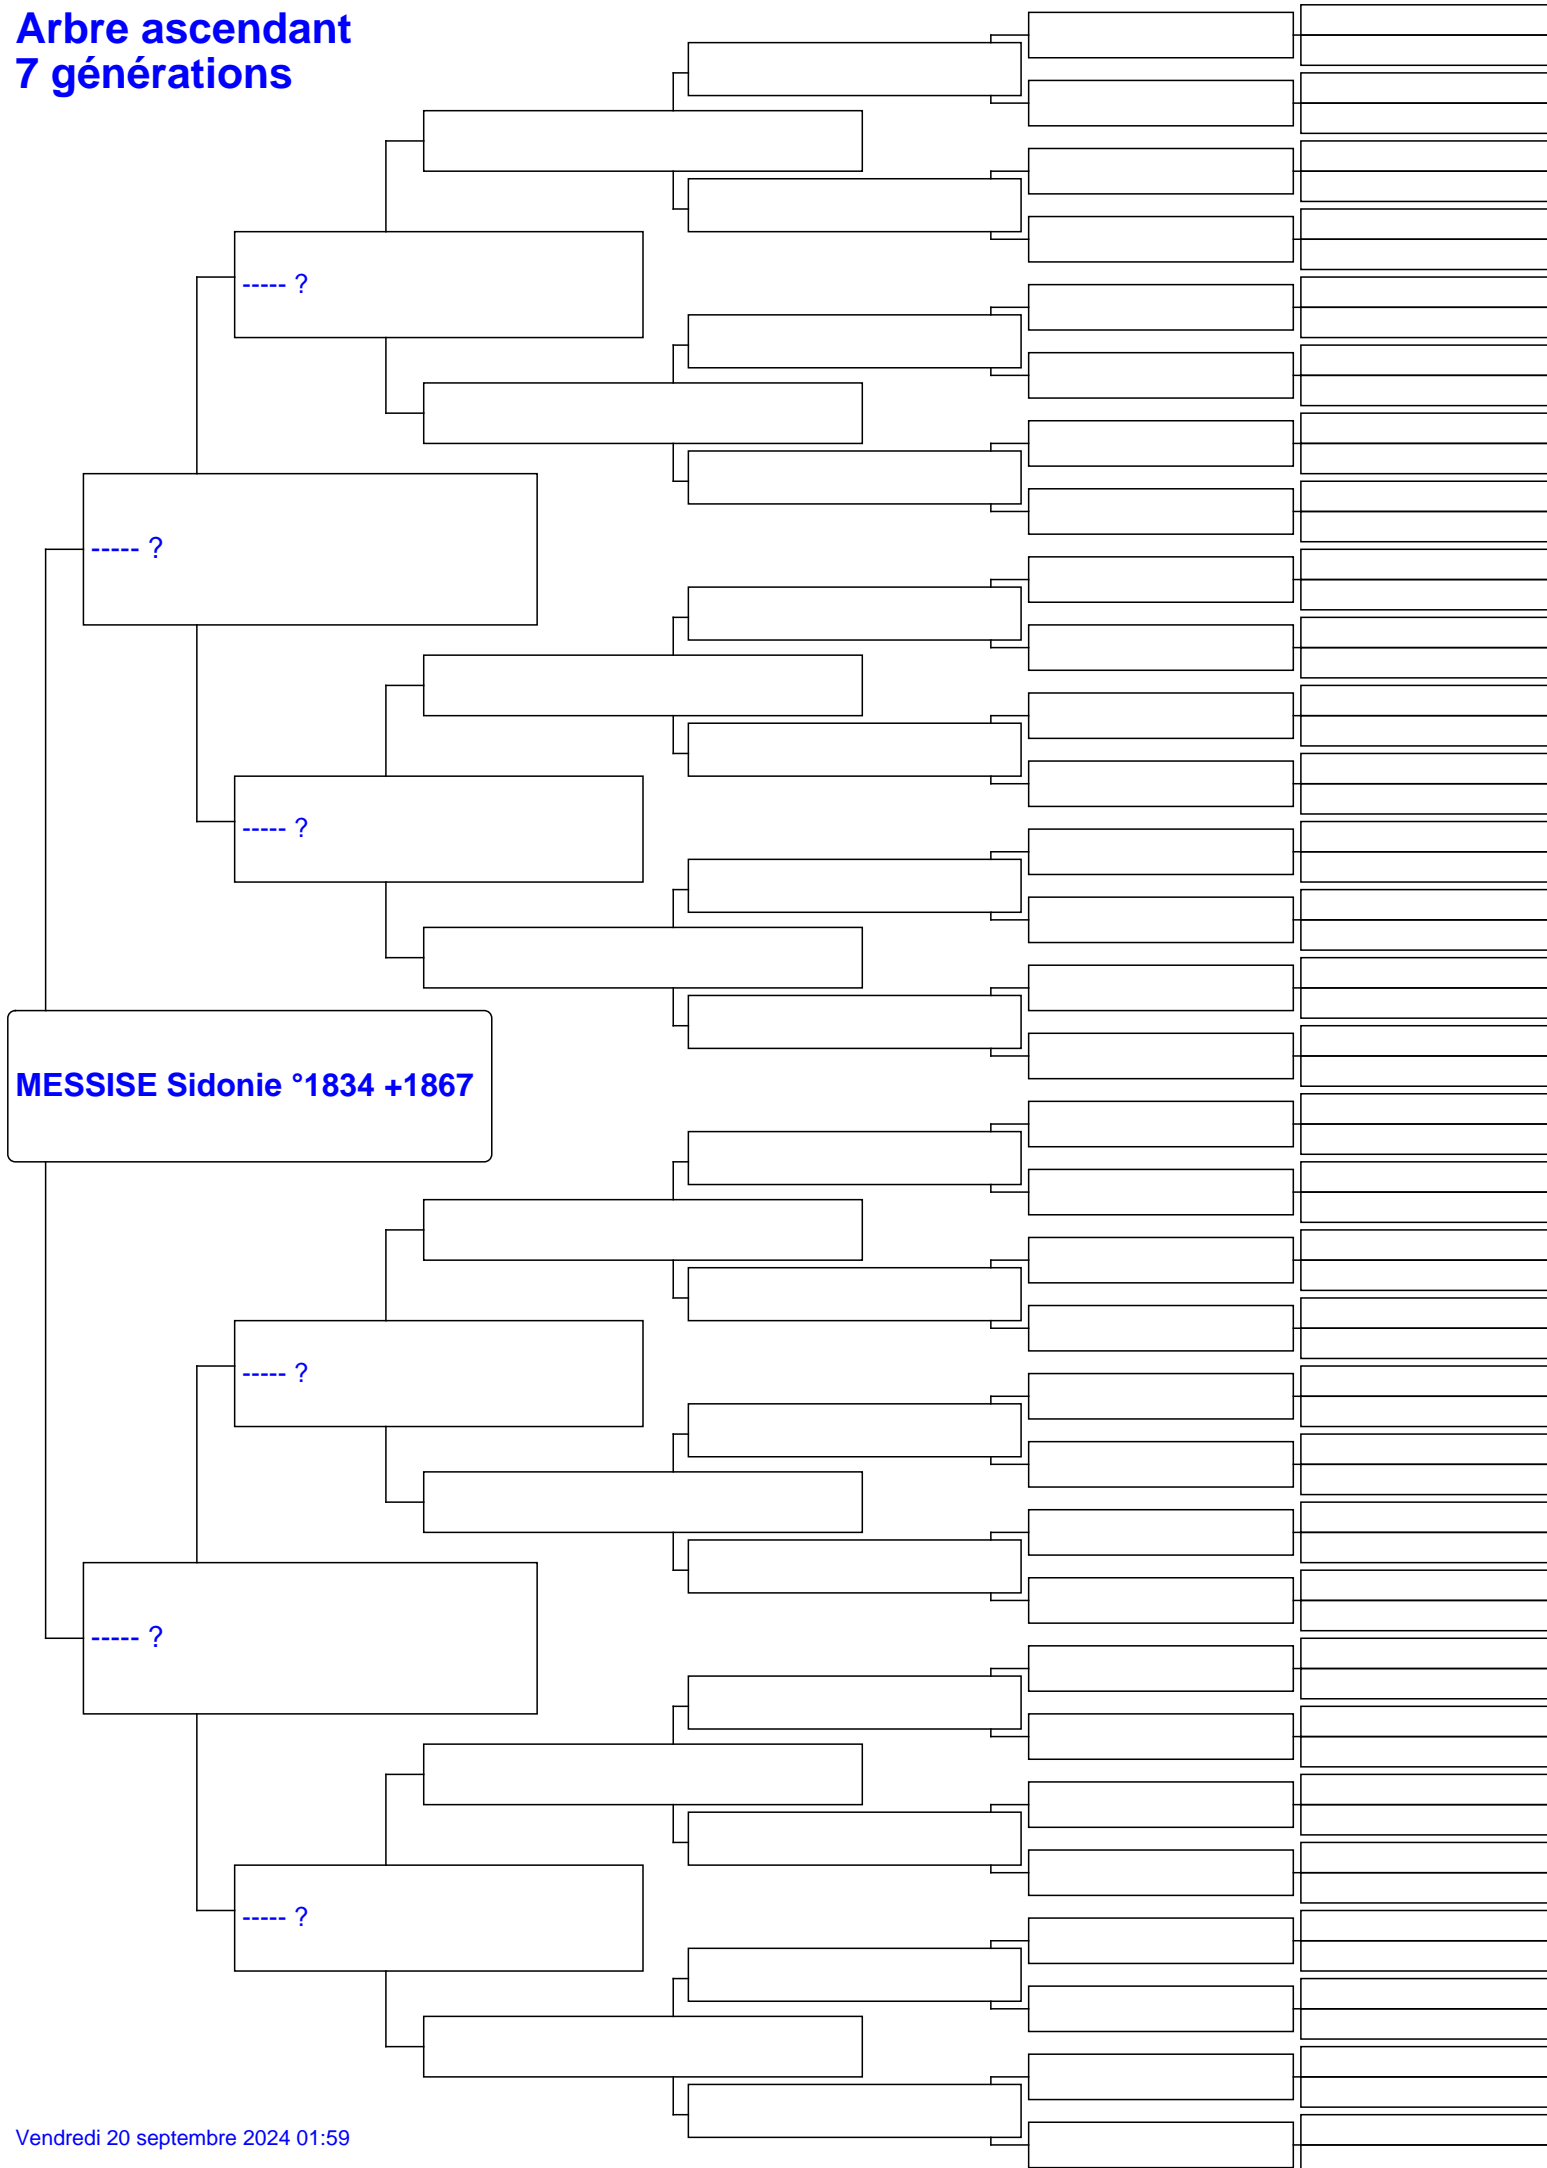 Arbre ascendant
7 générations
----- ?
----- ?
----- ?
MESSISE Sidonie °1834 +1867
----- ?
----- ?
----- ?
Vendredi 20 septembre 2024 01:59